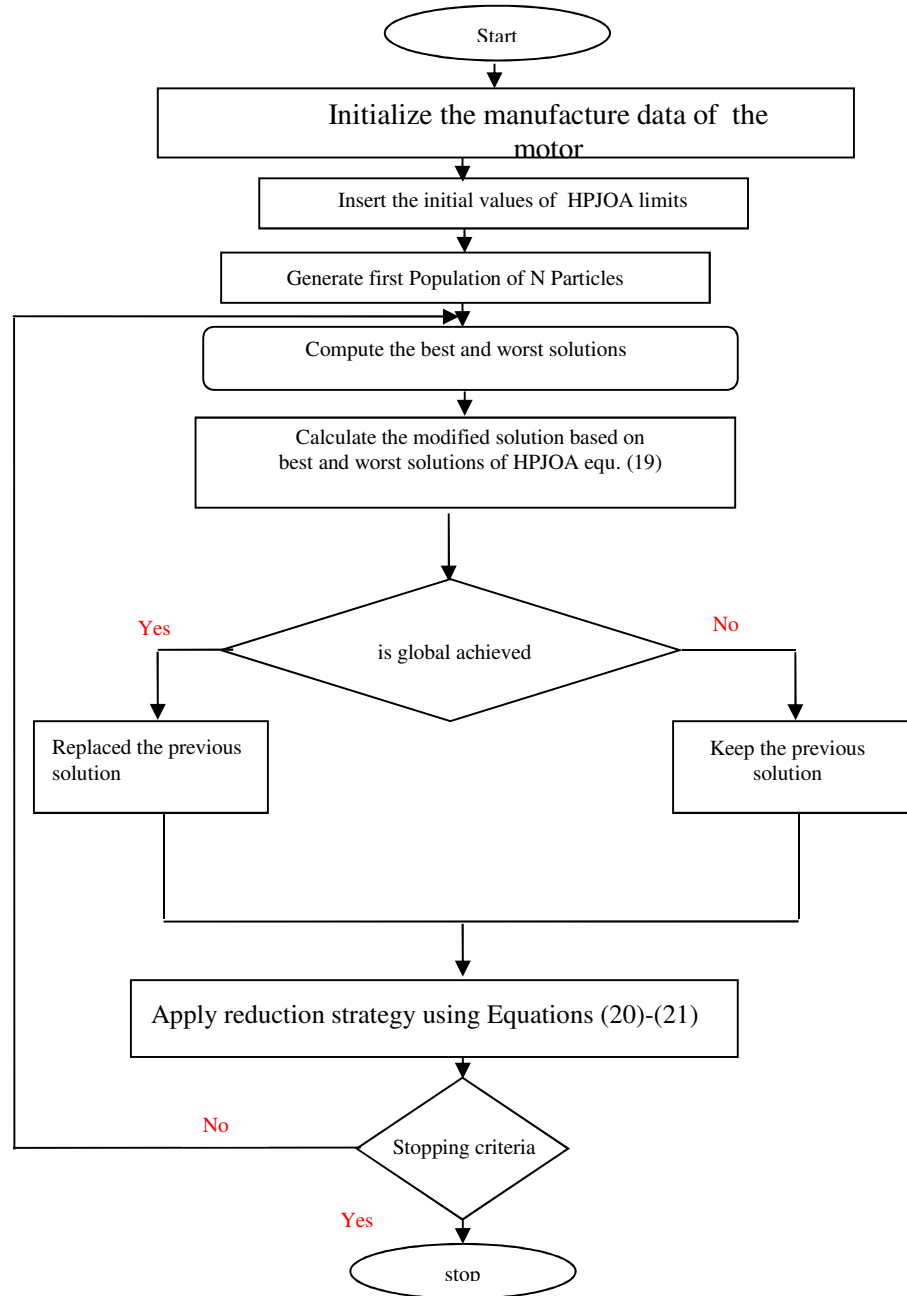 Start
Initialize the manufacture data of the
motor
Insert the initial values of HPJOA limits
Generate first Population of N Particles
Compute the best and worst solutions
Calculate the modified solution based on
best and worst solutions of HPJOA equ. (19)
Yes
No
is global achieved
Replaced the previous
solution
Keep the previous
solution
Apply reduction strategy using Equations (20)-(21)
No
Stopping criteria
Yes
stop